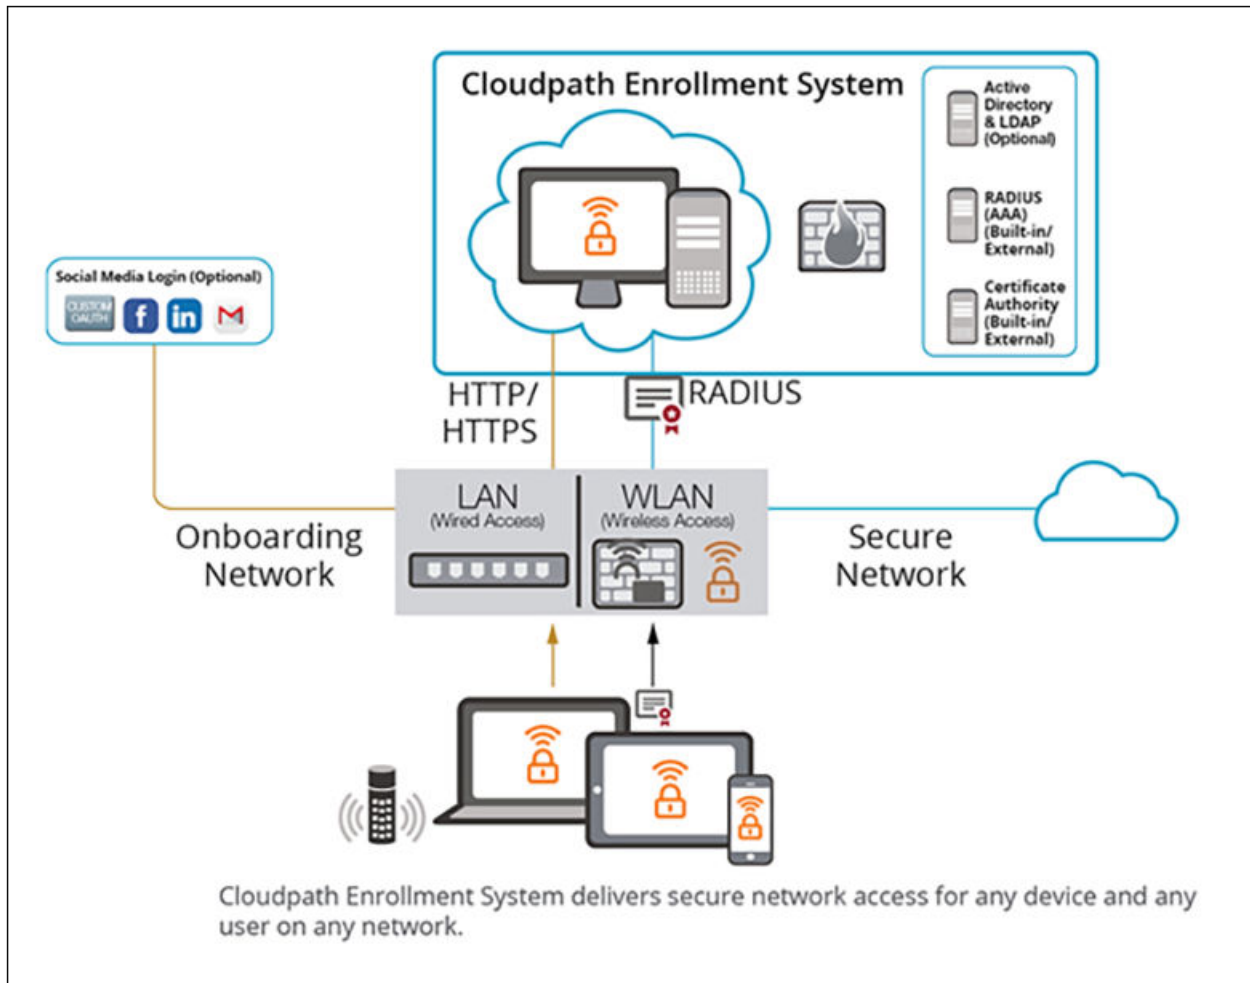 Cloudpath Enrollment System
Active
Directory
& LDAP
(Optional)
RADIUS
(AAA)
(Built-in/
External)
Certificate
Authority
(Built-in/
External)
Social Media Login (Optional)
CUSTOM
OAUTH
f
in
M
HTTP/
HTTPS
RADIUS
LAN
(Wired Access)
WLAN
(Wireless Access)
Onboarding
Network
Secure
Network
Cloudpath Enrollment System delivers secure network access for any device and any
user on any network.